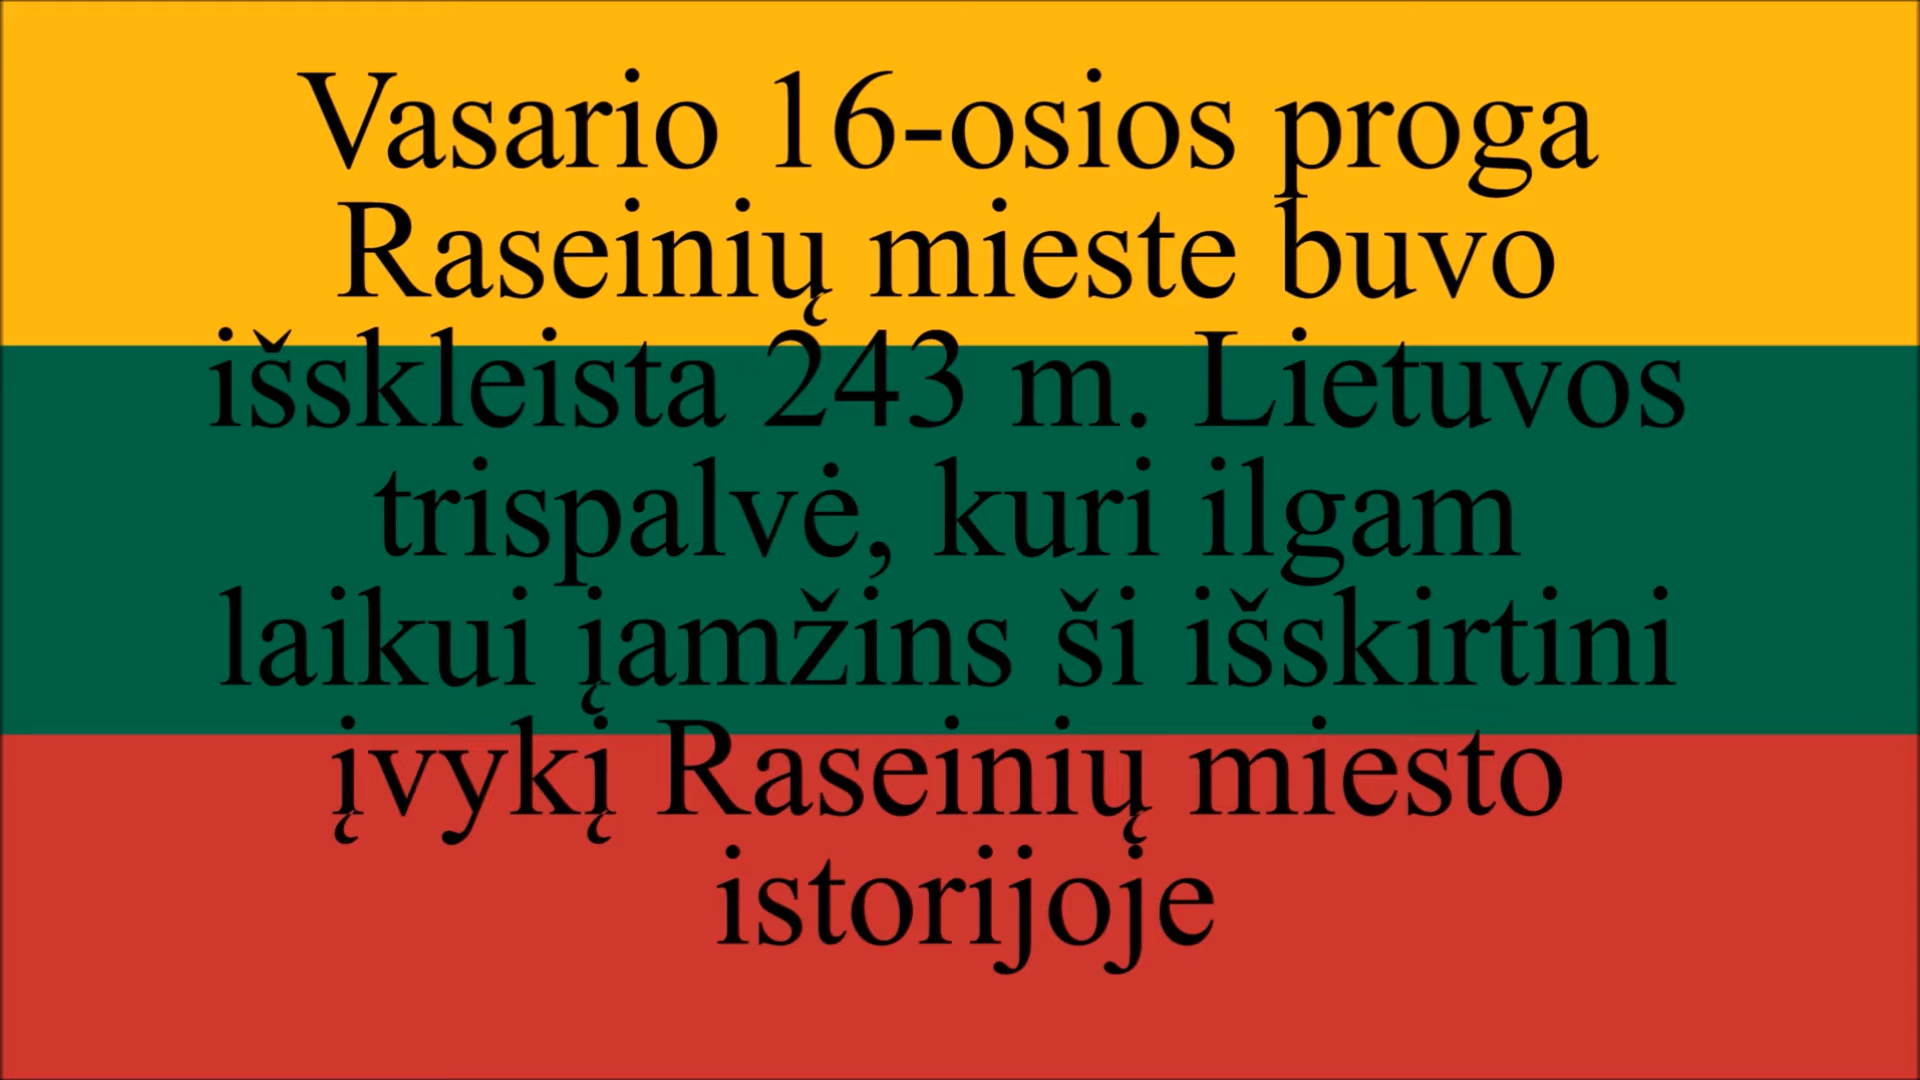 Vasario 16-osios proga
Raseinių mieste buvo
išskleista 243 m. Lietuvos
trispalvė, kuri ilgam
laikui įamžins ši išskirtini
įvykį Raseinių miesto
istorijoje